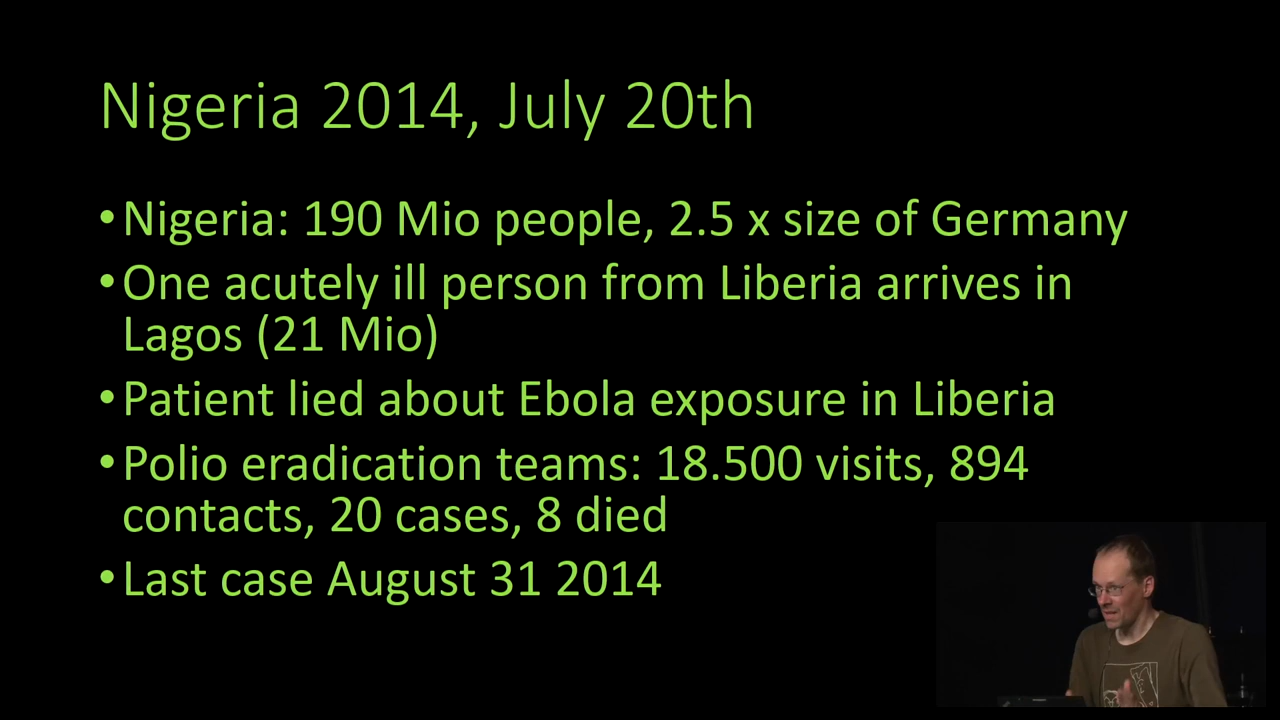 Nigeria 2014, July 20th
•Nigeria: 190 Mio people, 2.5 x size of Germany
•One acutely ill person from Liberia arrives in
Lagos (21 Mio)
•Patient lied about Ebola exposure in Liberia
•Polio eradication teams: 18.500 visits, 894
contacts, 20 cases, 8 died
•Last case August 31 2014